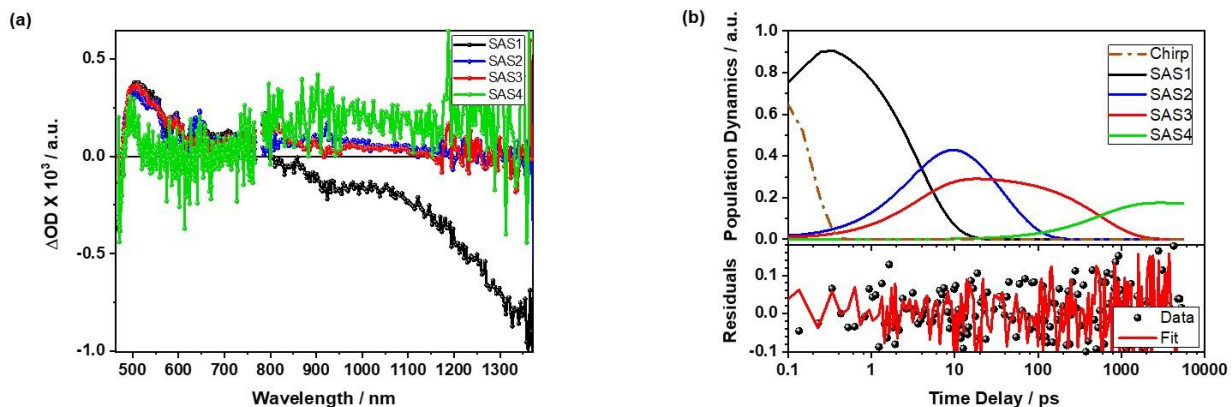 (a)
0.5
0.0
-0.5
-1.0
ΔOD X 10³ / a.u.
SAS1
SAS2
SAS3
SAS4
500 600 700 800 900 1000 1100 1200 1300
Wavelength / nm
(b)
1.0
0.8
0.6
0.4
0.2
0.0
Population Dynamics / a.u.
Chirp
SAS1
SAS2
SAS3
SAS4
0.1
0.0
-0.1
Residuals
Data
Fit
0.1 1 10 100 1000 10000
Time Delay / ps